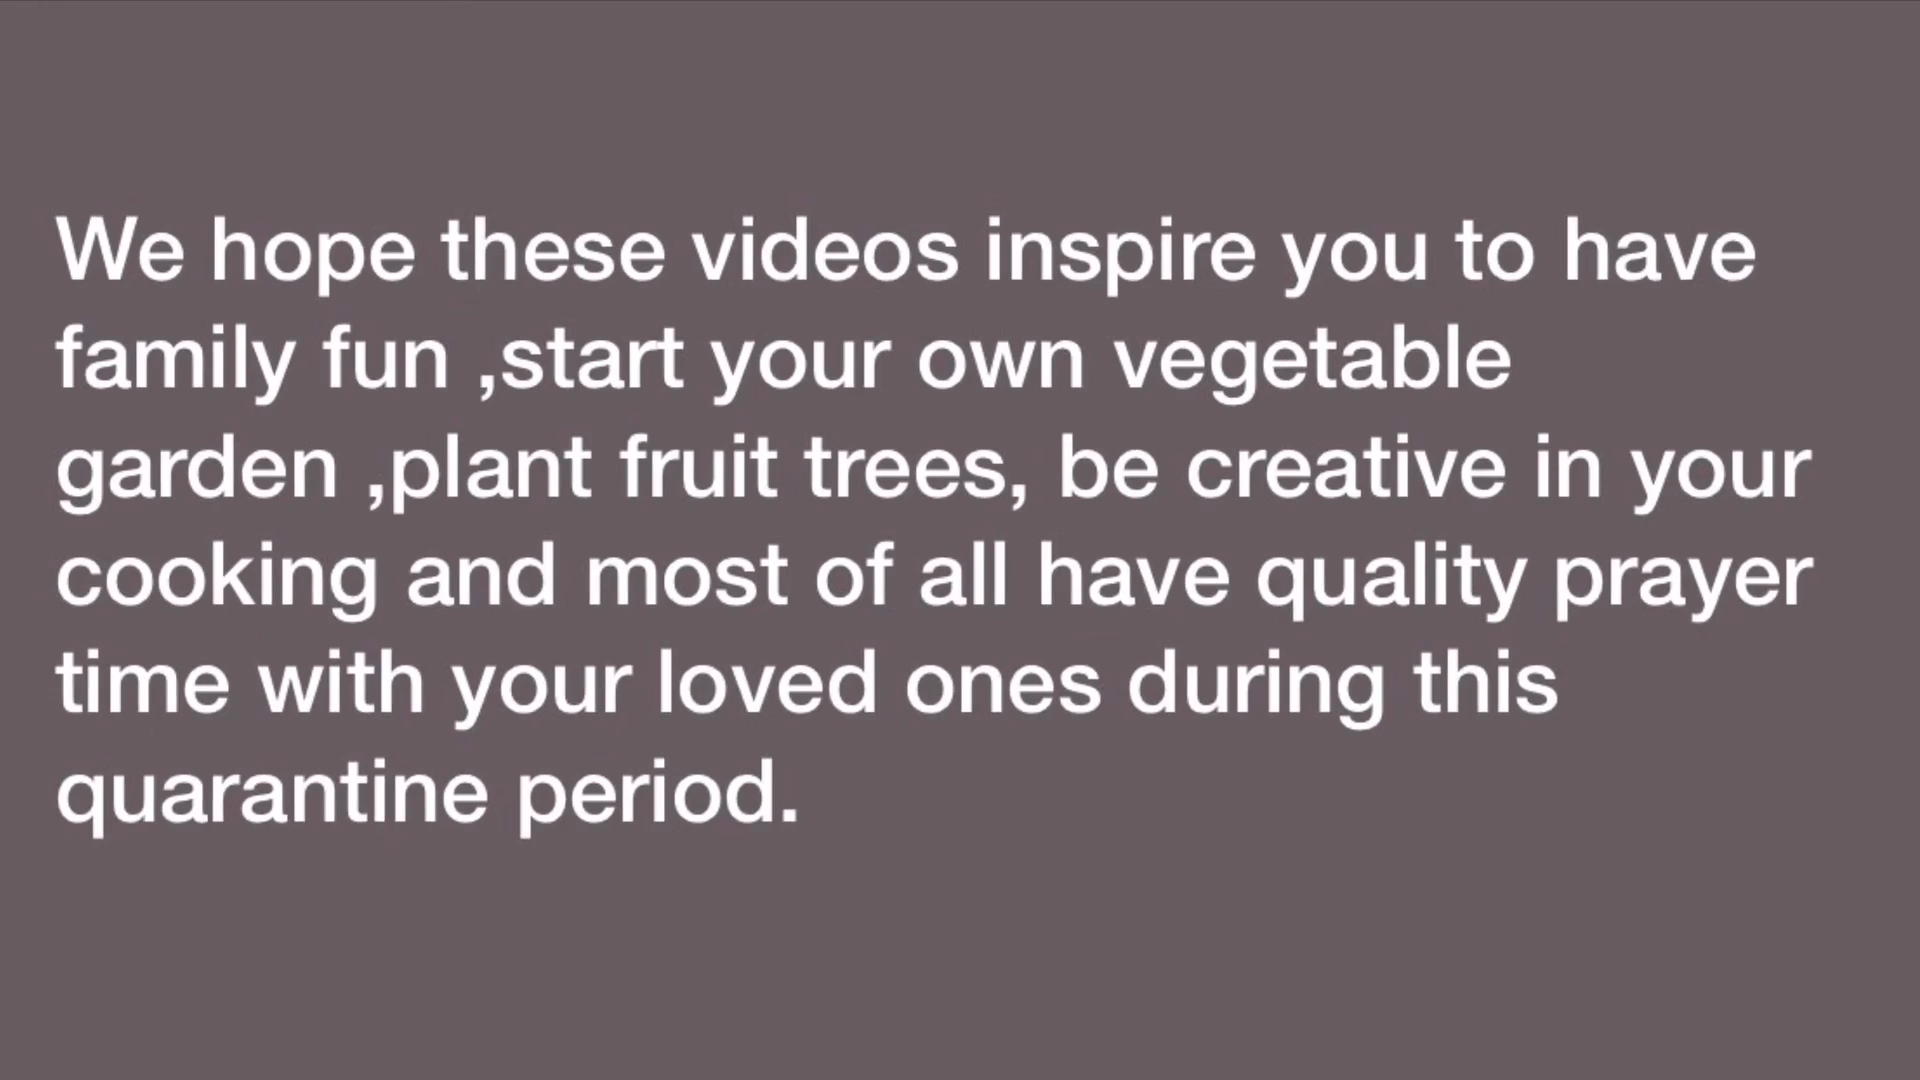 We hope these videos inspire you to have
family fun ,start your own vegetable
garden ,plant fruit trees, be creative in your
cooking and most of all have quality prayer
time with your loved ones during this
quarantine period.